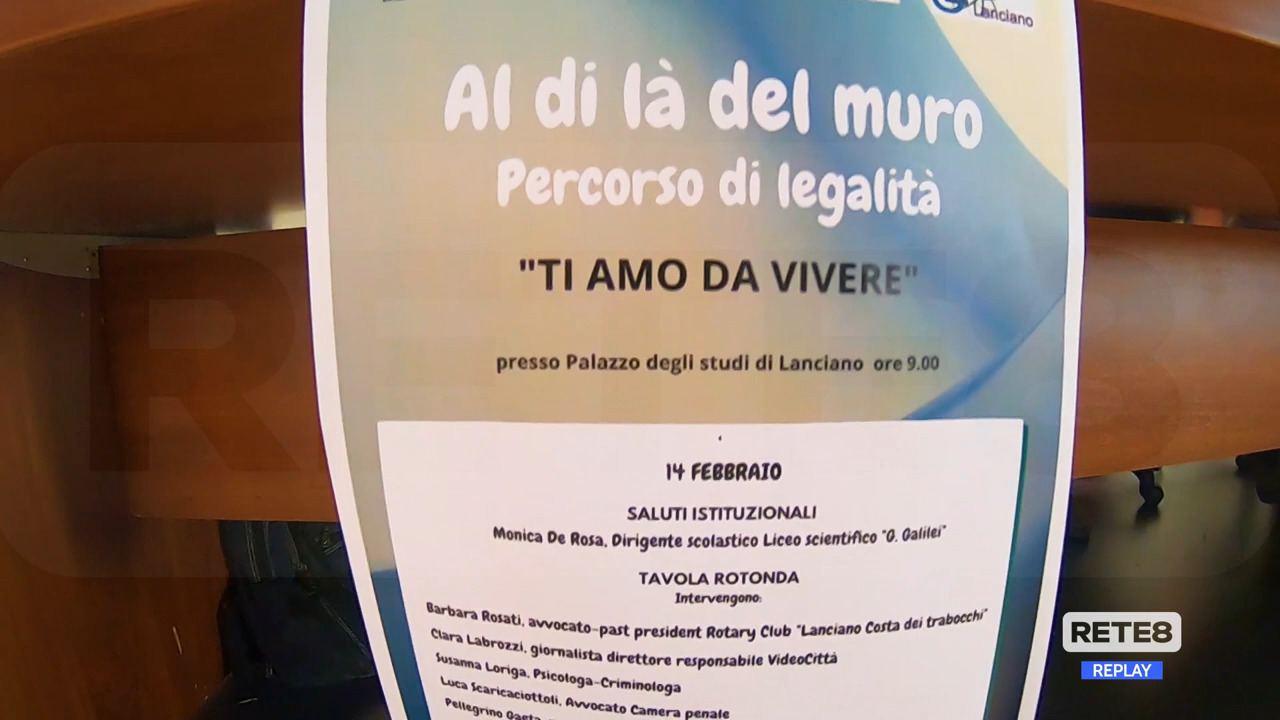 Lanciano
Al di là del muro
Percorso di legalità
"TI AMO DA VIVERE"
presso Palazzo degli studi di Lanciano ore 9.00
14 FEBBRAIO
SALUTI ISTITUZIONALI
Monica De Rosa, Dirigente scolastico Liceo scientifico "G. Galilei"
TAVOLA ROTONDA
Intervengono:
Barbara Rosati, avvocato-past president Rotary Club "Lanciano Costa dei trabocchi"
Clara Labrozzi, giornalista direttore responsabile VideoCittà
Susanna Loriga, Psicologa-Criminologa
Luca Scaricaciottoli, Avvocato Camera penale
Pellegrino
RETE8
REPLAY